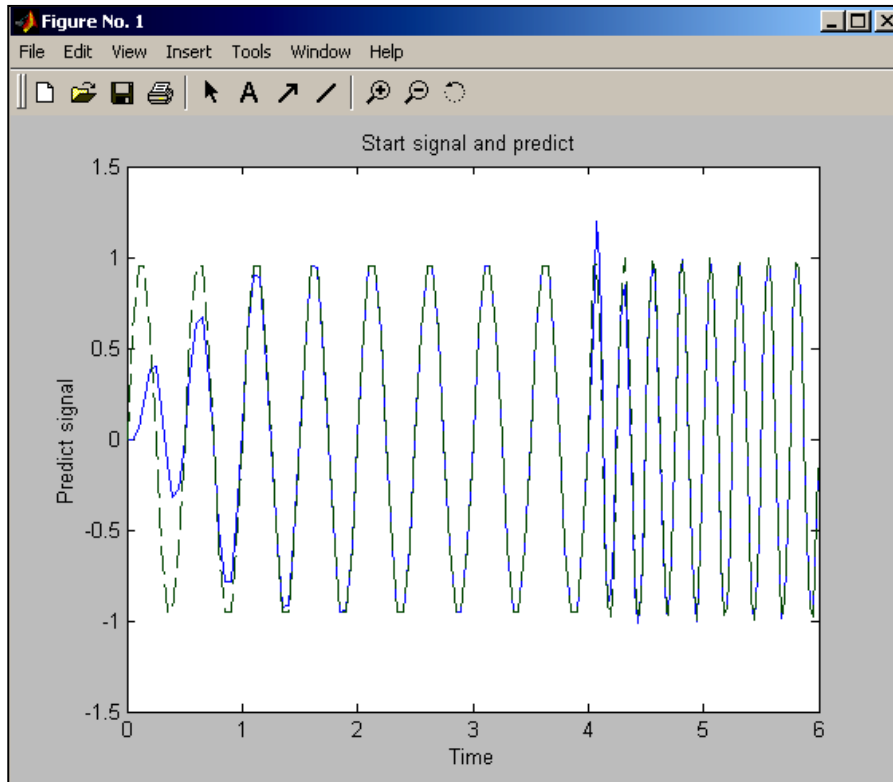 Figure No. 1
File Edit View Insert Tools Window Help
A
Start signal and predict
1.5
1
0.5
0
-0.5
-1
-1.5
Predict signal
0 1 2 3 4 5 6
Time